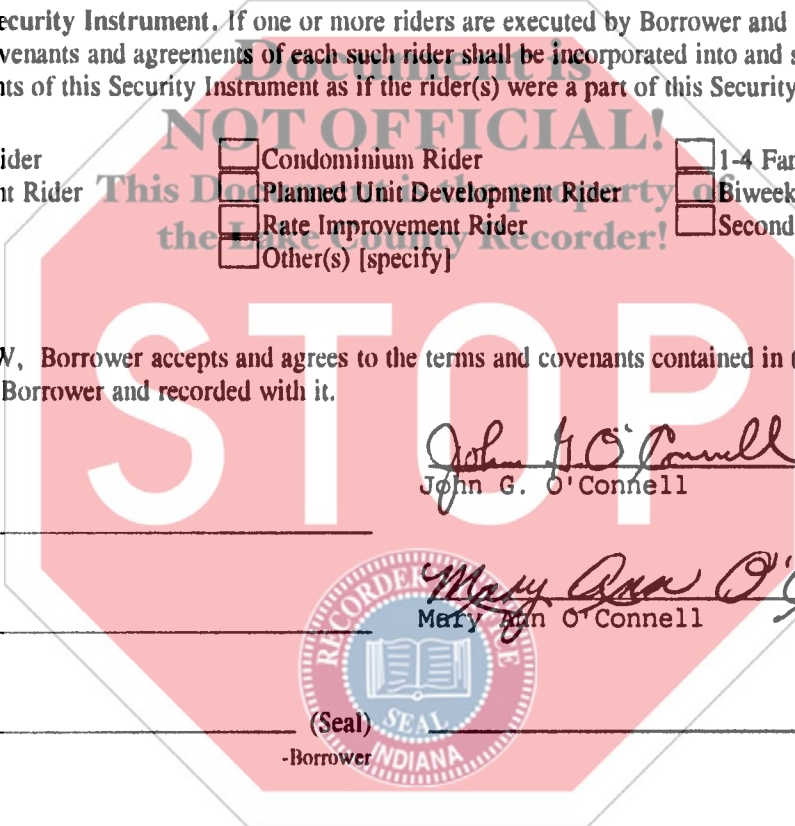 ecurity Instrument. If one or more riders are executed by Borrower and
venants and agreements of each such rider shall be incorporated into and s
nts of this Security Instrument as if the rider(s) were a part of this Security
Document is
NOT OFFICIAL!
This Document is the property of
the Lake County Recorder!
STOP
ider Condominium Rider 1-4 Fam
nt Rider Planned Unit Development Rider Biweek
Rate Improvement Rider Second
Other(s) [specify]
V, Borrower accepts and agrees to the terms and covenants contained in t
Borrower and recorded with it.
John G. O'Connell
John G. O'Connell
Mary Ann O'C
Mary Ann O'Connell
(Seal)
-Borrower
RECORDER
SEAL
INDIANA